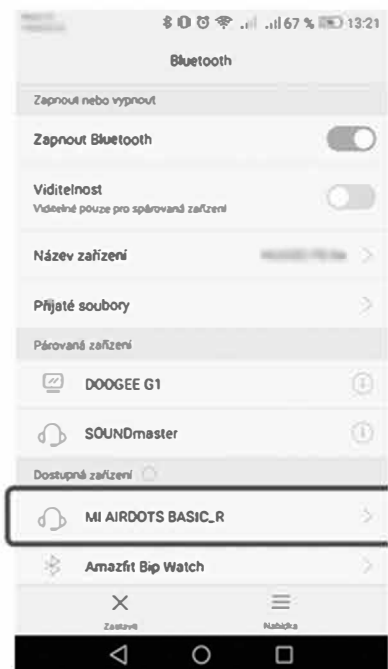 67 % 13:21
Bluetooth
Zapnout nebo vypnout
Zapnout Bluetooth
Viditelnost
Viditelné pouze pro spárovaná zařízení
Název zařízení
Přijaté soubory
Párovaná zařízení
DOOGEE G1
SOUNDmaster
Dostupná zařízení
MI AIRDOTS BASIC_R
Amazfit Bip Watch
Zastavit Nabídka